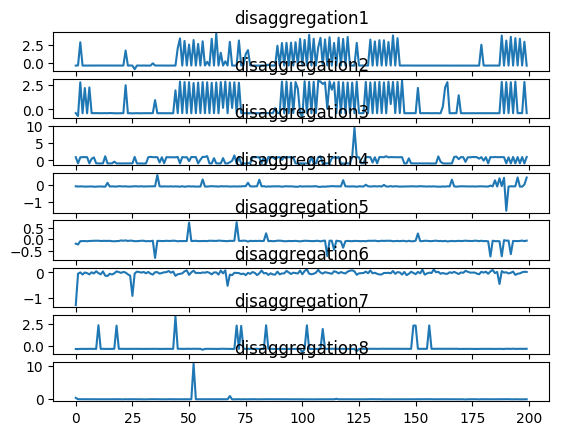 disaggregation1
2.5
0.0
disaggregation2
2.5
0.0
disaggregation3
10
5
0
disaggregation4
0
−1
disaggregation5
0.5
0.0
−0.5
disaggregation6
0
−1
disaggregation7
2.5
0.0
disaggregation8
10
0
0 25 50 75 100 125 150 175 200